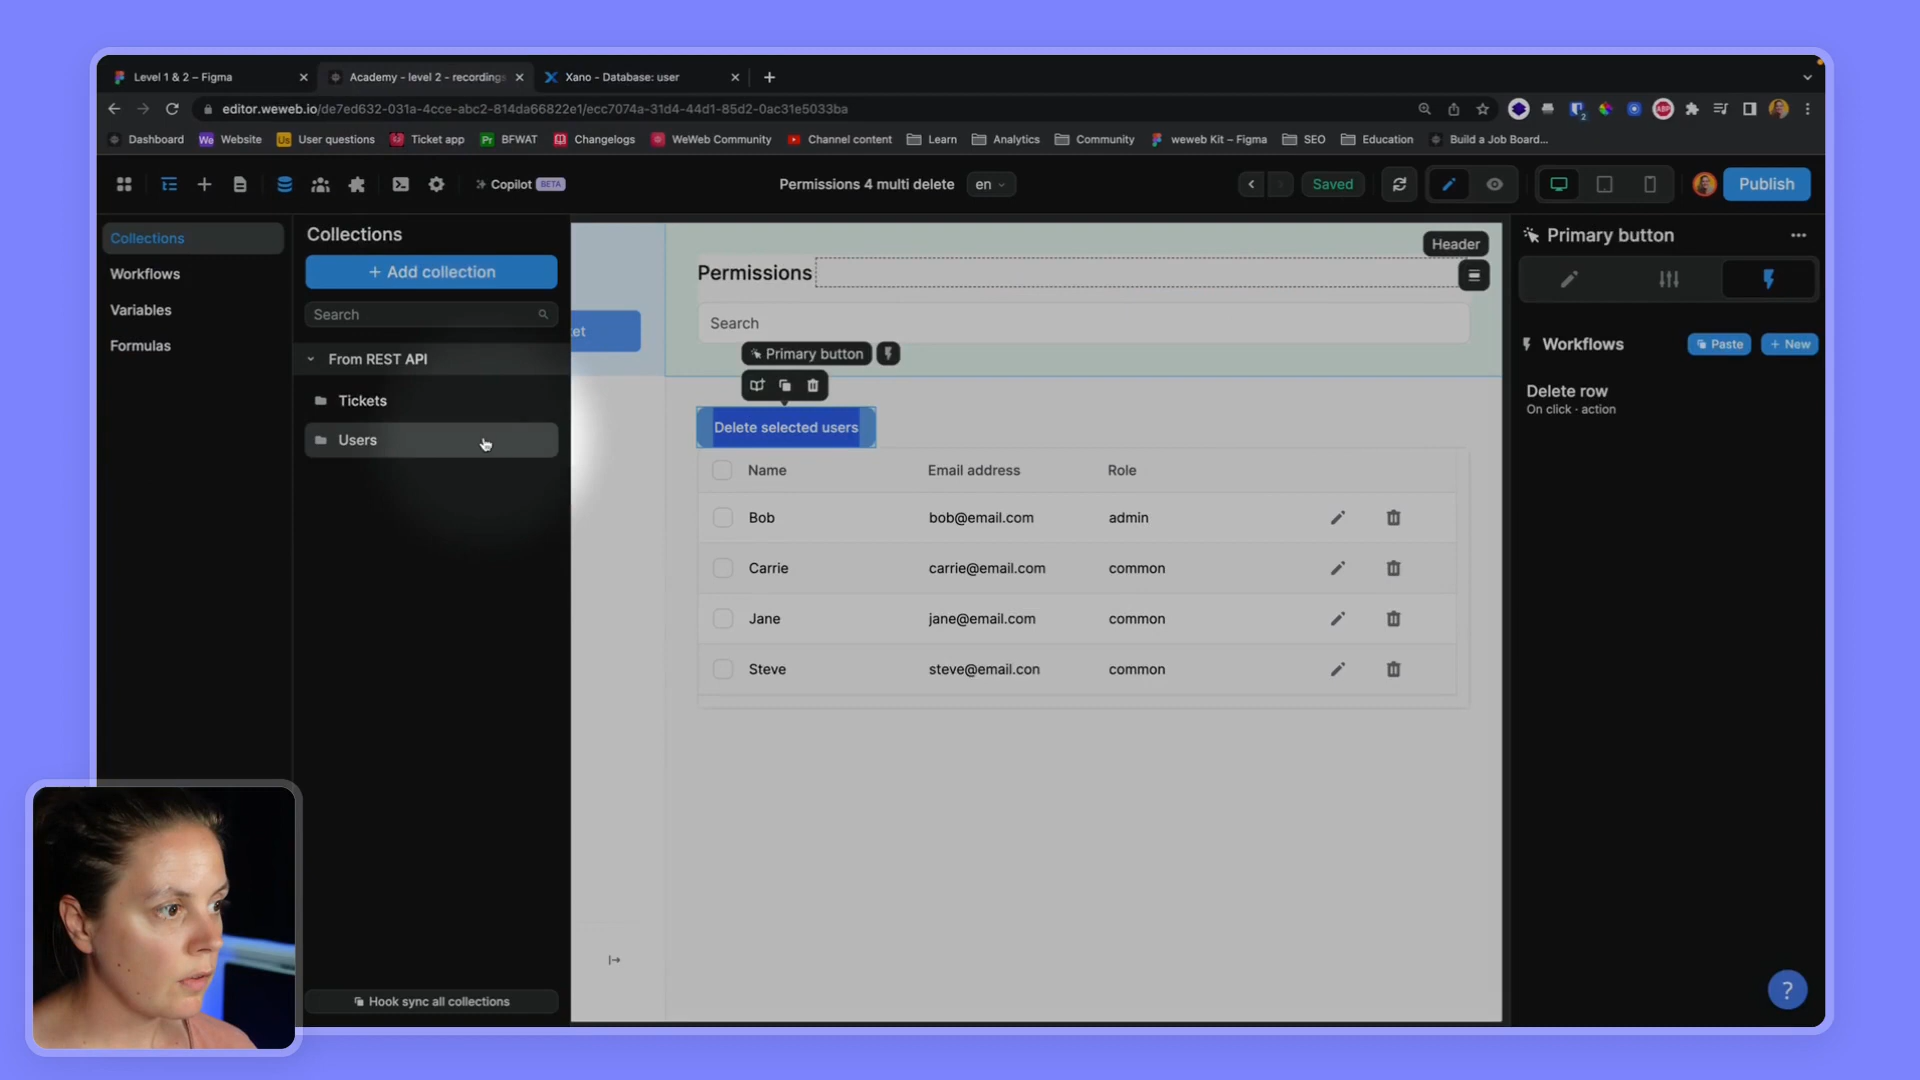 Level 1 & 2 – Figma
Academy - level 2 - recordings
Xano - Database: user
editor.weweb.io/de7ed632-031a-4cce-abc2-814da66822e1/ecc7074a-31d4-44d1-85d2-0ac31e5033ba
2
ABP
Dashboard
We Website
Us User questions
Ticket app
Pr BFWAT
Changelogs
WeWeb Community
Channel content
Learn
Analytics
Community
weweb Kit – Figma
SEO
Education
Build a Job Board...
Copilot BETA
Permissions 4 multi delete
en
Saved
Publish
Collections
Workflows
Variables
Formulas
Collections
+ Add collection
Search
From REST API
Tickets
Users
Hook sync all collections
et
Header
Permissions
Search
Primary button
Delete selected users
Name Email address Role
Bob bob@email.com admin
Carrie carrie@email.com common
Jane jane@email.com common
Steve steve@email.con common
Primary button
Workflows
Paste
+ New
Delete row
On click · action
?